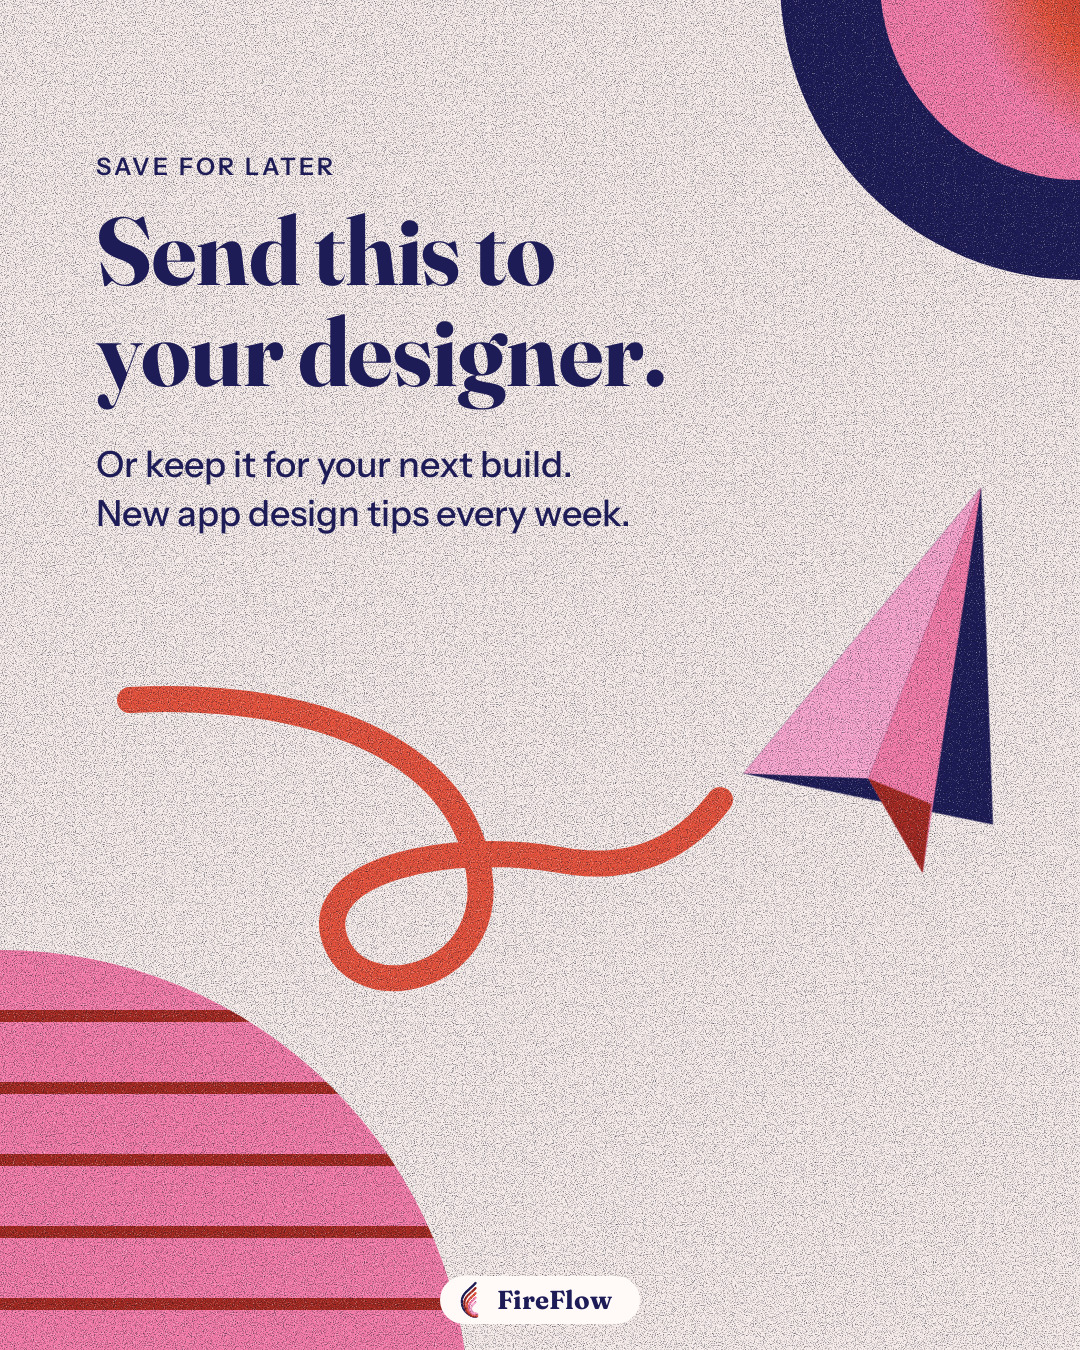 SAVE FOR LATER
Send this to
your designer.
Or keep it for your next build.
New app design tips every week.
FireFlow